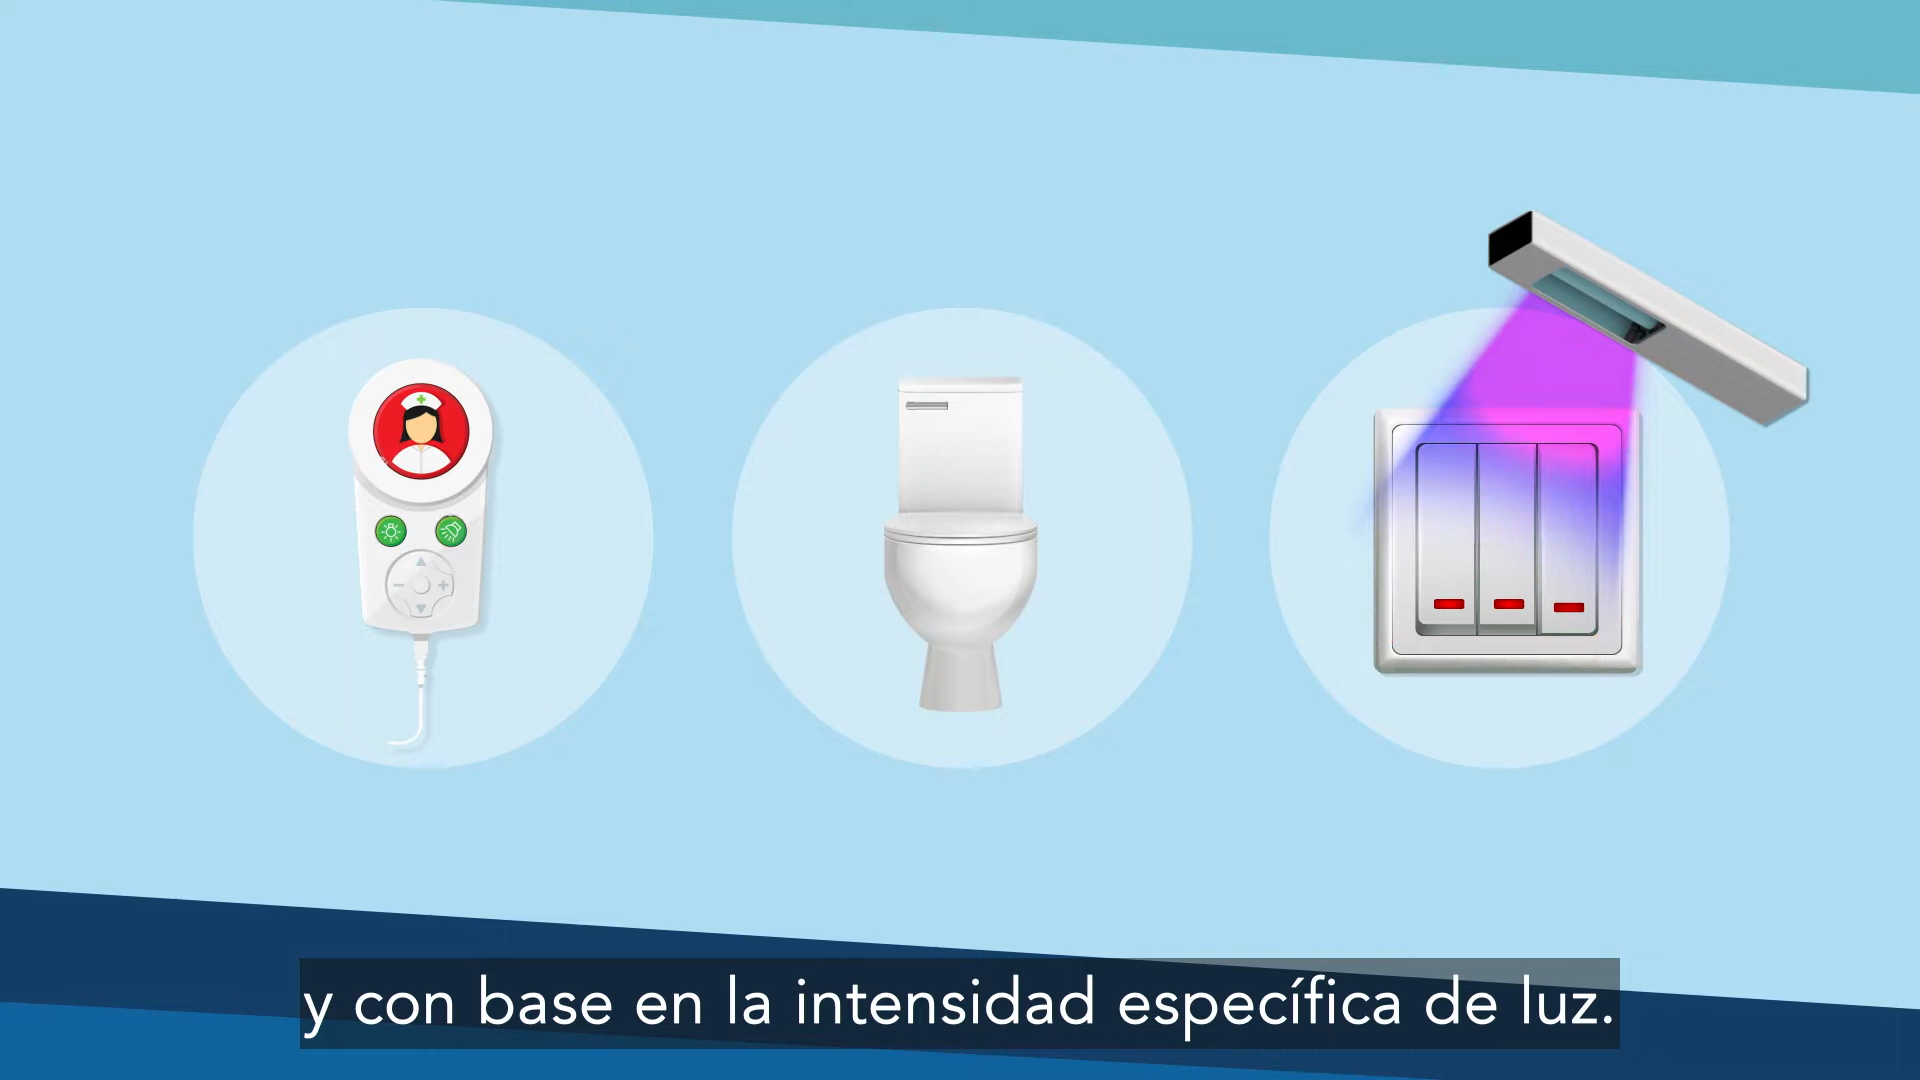 y con base en la intensidad específica de luz.